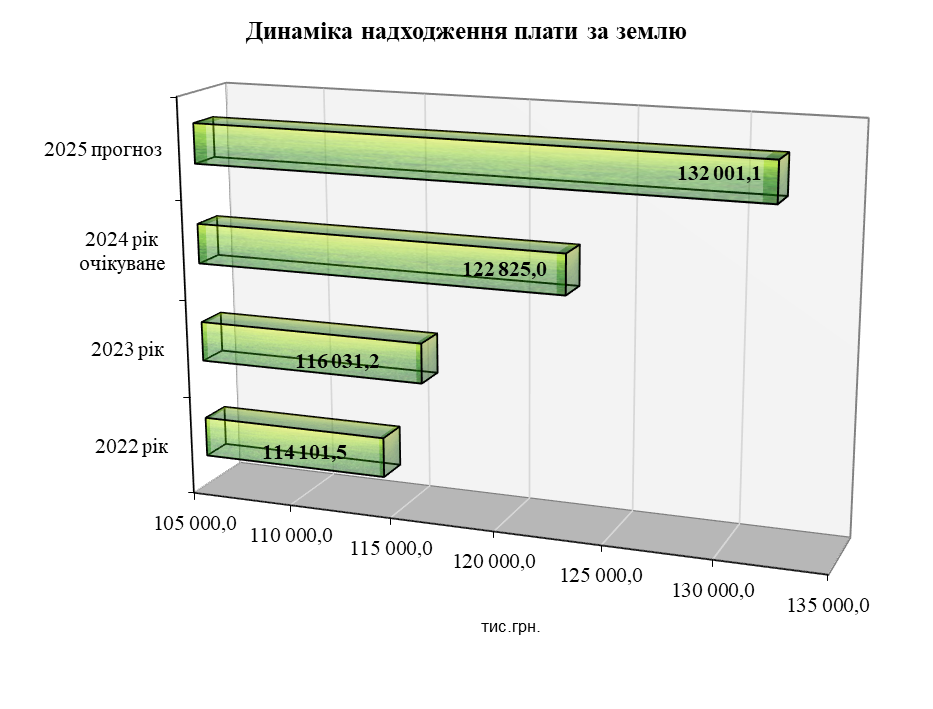 Динаміка надходження плати за землю
2025 прогноз
132 001,1
2024 рік
очікуване
122 825,0
2023 рік
116 031,2
2022 рік
114 101,5
105 000,0
110 000,0
115 000,0
120 000,0
125 000,0
130 000,0
135 000,0
тис.грн.